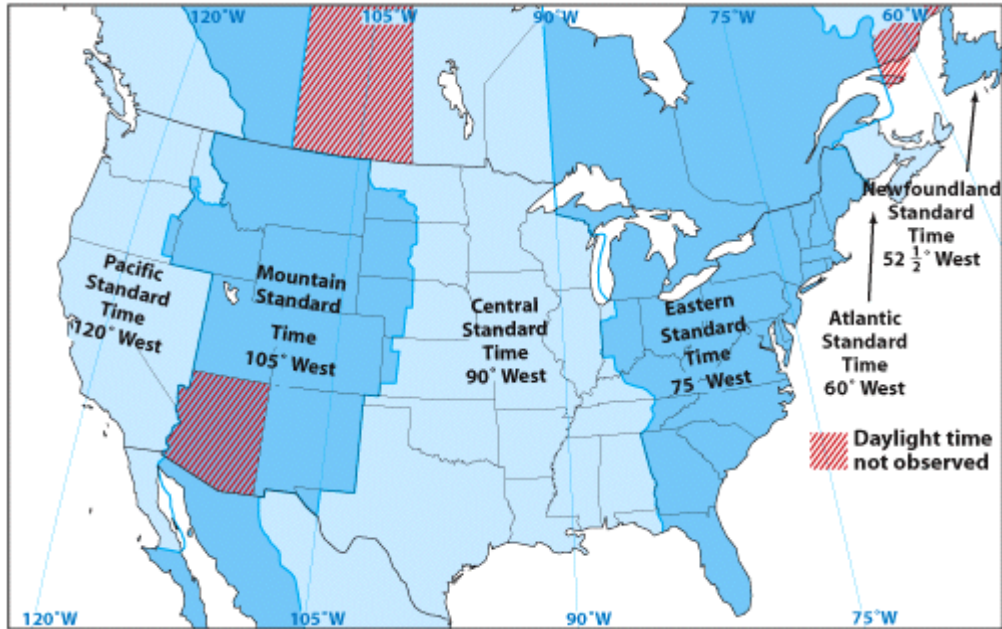 120°W
105°W
90°W
75°W
60°W
Pacific
Standard
Time
120° West
Mountain
Standard
Time
105° West
Central
Standard
Time
90° West
Eastern
Standard
Time
75 West
Newfoundland
Standard
Time
52 1/2° West
Atlantic
Standard
Time
60° West
Daylight time
not observed
120°W
105°W
90°W
75°W